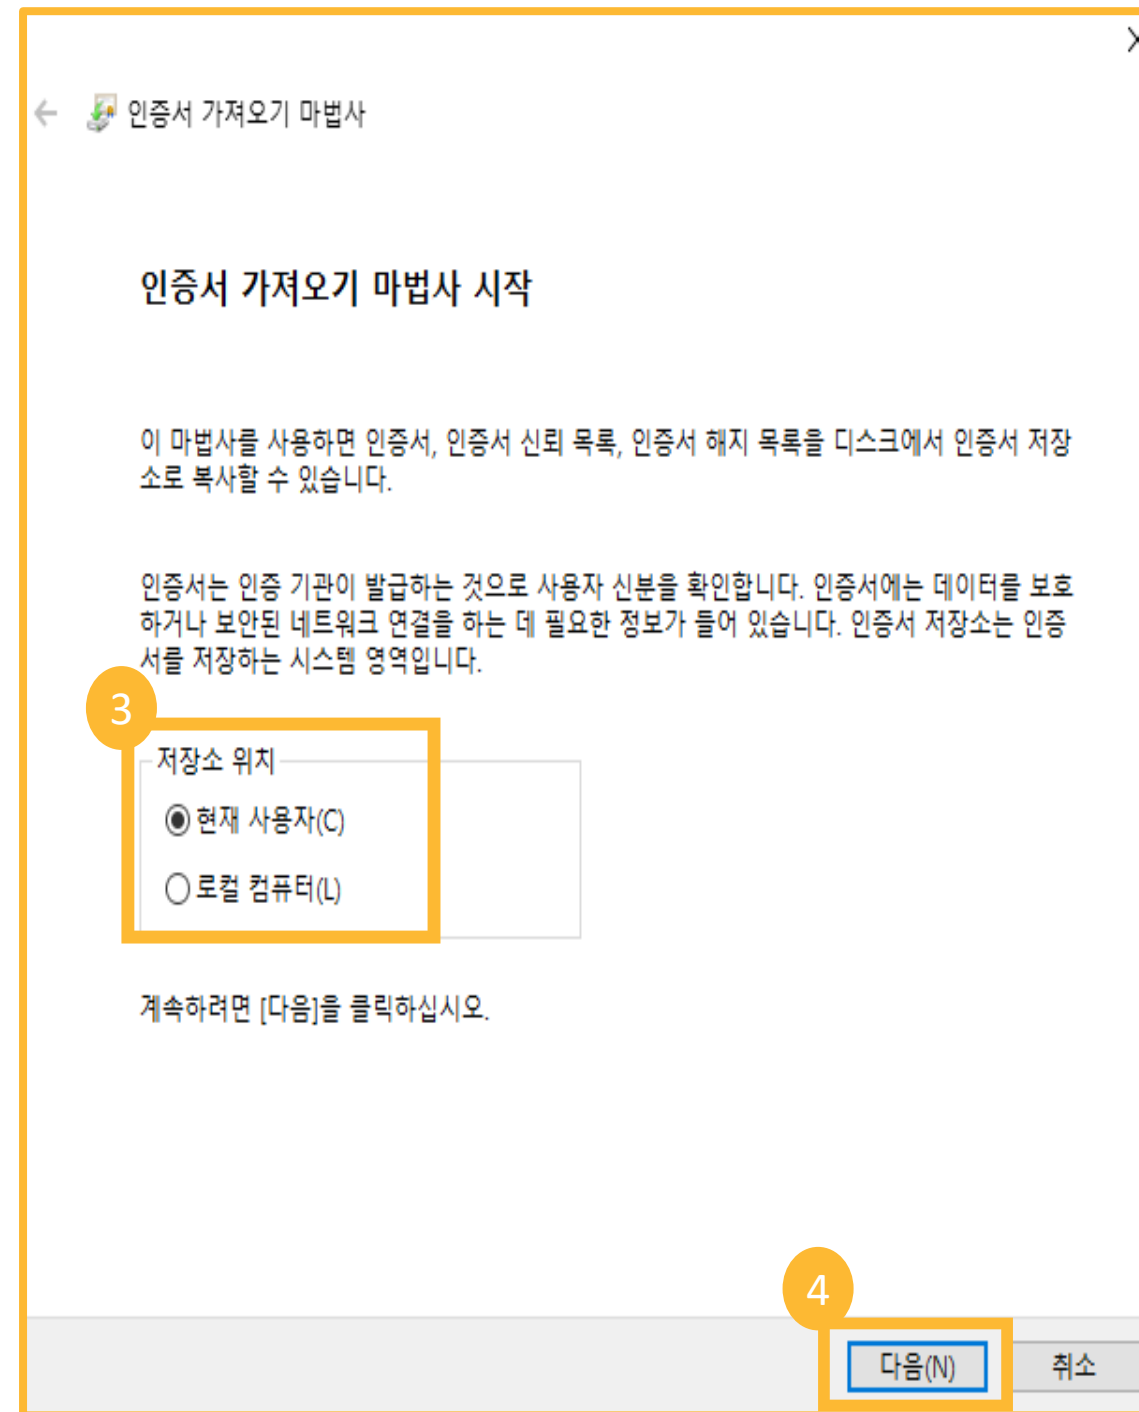 인증서 가져오기 마법사
인증서 가져오기 마법사 시작
이 마법사를 사용하면 인증서, 인증서 신뢰 목록, 인증서 해지 목록을 디스크에서 인증서 저장
소로 복사할 수 있습니다.
인증서는 인증 기관이 발급하는 것으로 사용자 신분을 확인합니다. 인증서에는 데이터를 보호
하거나 보안된 네트워크 연결을 하는 데 필요한 정보가 들어 있습니다. 인증서 저장소는 인증
서를 저장하는 시스템 영역입니다.
3
저장소 위치
현재 사용자(C)
로컬 컴퓨터(L)
계속하려면 [다음]을 클릭하십시오.
4
다음(N) 취소